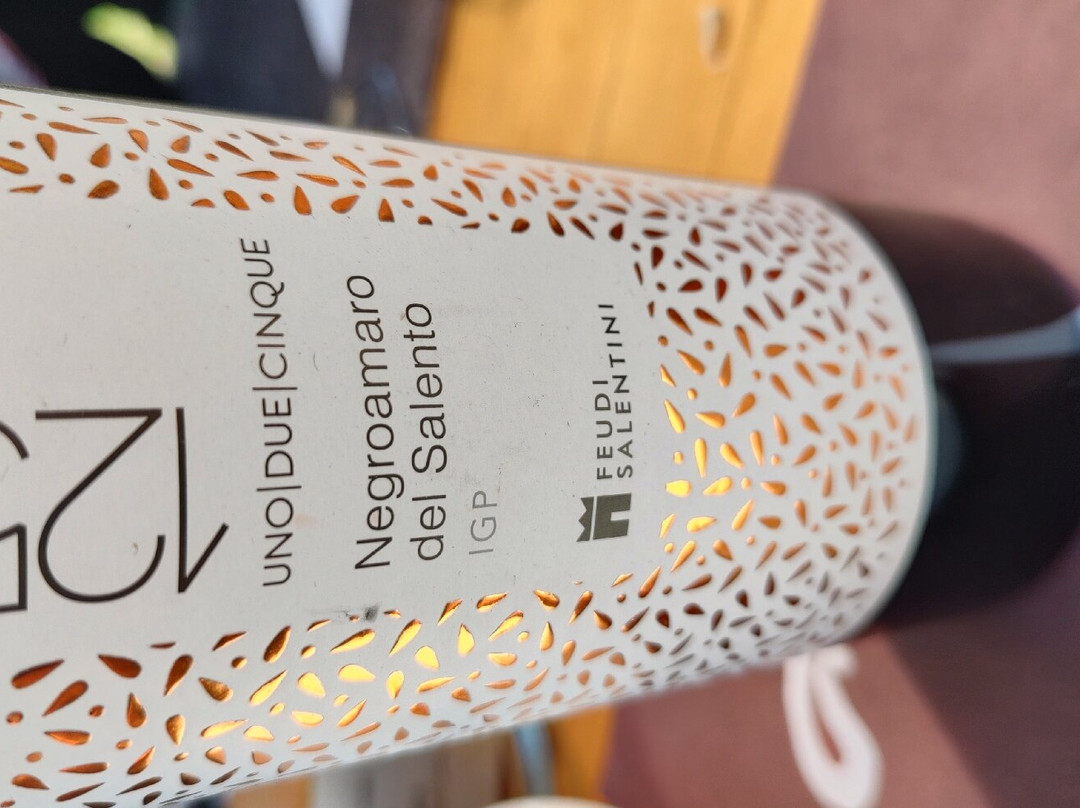 125
UNO|DUE|CINQUE
Negroamaro
del Salento
IGP
FEUDI
SALENTINI